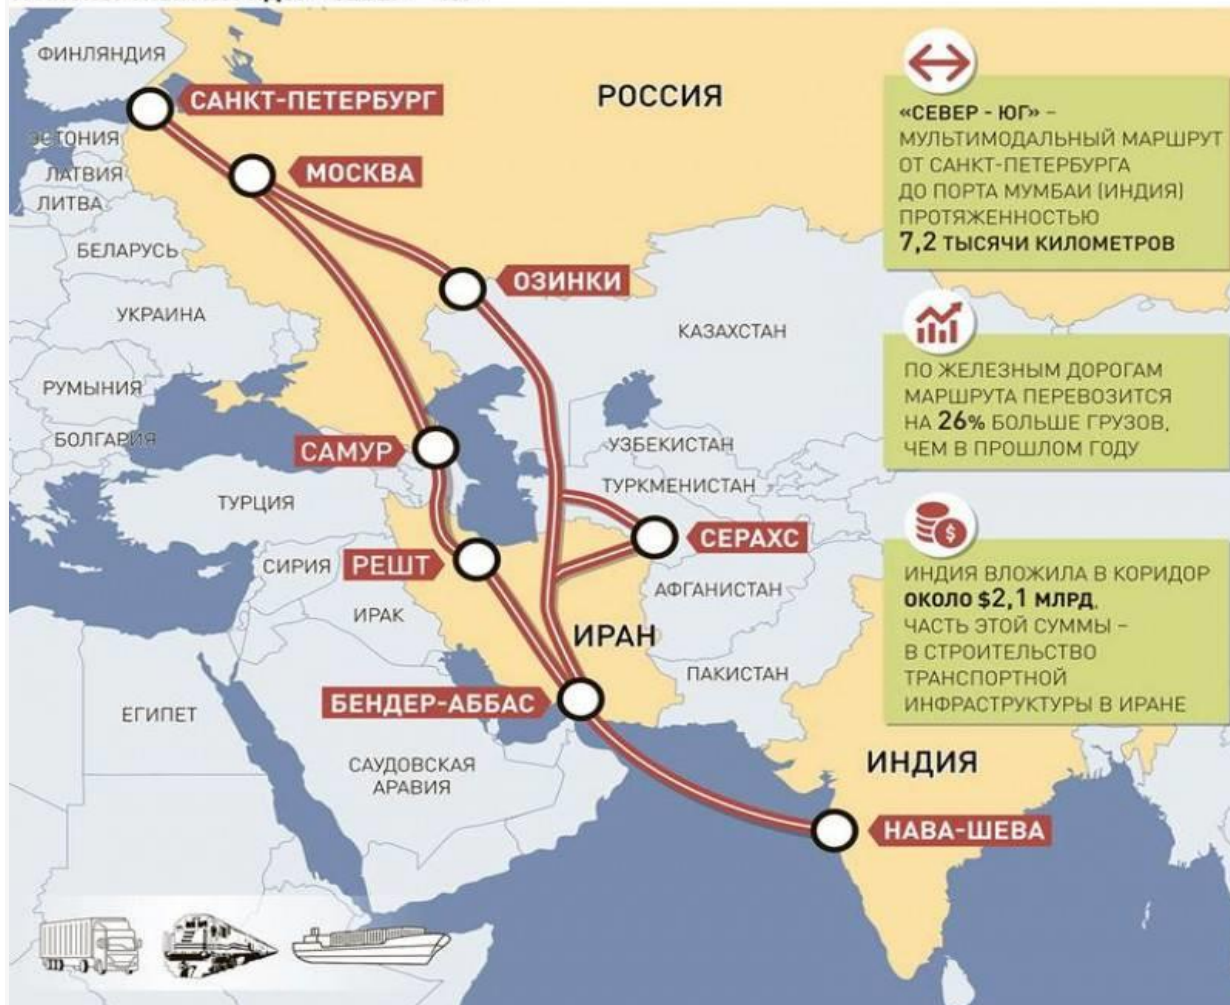 ФИНЛЯНДИЯ
САНКТ-ПЕТЕРБУРГ
РОССИЯ
ЭСТОНИЯ
ЛАТВИЯ
МОСКВА
ЛИТВА
БЕЛАРУСЬ
ОЗИНКИ
УКРАИНА
КАЗАХСТАН
РУМЫНИЯ
БОЛГАРИЯ
САМУР
УЗБЕКИСТАН
ТУРКМЕНИСТАН
ТУРЦИЯ
СЕРАХС
СИРИЯ
РЕШТ
АФГАНИСТАН
ИРАК
ИРАН
ПАКИСТАН
БЕНДЕР-АББАС
ЕГИПЕТ
САУДОВСКАЯ
АРАВИЯ
ИНДИЯ
НАВА-ШЕВА
«СЕВЕР - ЮГ» –
МУЛЬТИМОДАЛЬНЫЙ МАРШРУТ
ОТ САНКТ-ПЕТЕРБУРГА
ДО ПОРТА МУМБАИ (ИНДИЯ)
ПРОТЯЖЕННОСТЬЮ
7,2 ТЫСЯЧИ КИЛОМЕТРОВ
ПО ЖЕЛЕЗНЫМ ДОРОГАМ
МАРШРУТА ПЕРЕВОЗИТСЯ
НА 26% БОЛЬШЕ ГРУЗОВ,
ЧЕМ В ПРОШЛОМ ГОДУ
$
ИНДИЯ ВЛОЖИЛА В КОРИДОР
ОКОЛО $2,1 МЛРД,
ЧАСТЬ ЭТОЙ СУММЫ –
В СТРОИТЕЛЬСТВО
ТРАНСПОРТНОЙ
ИНФРАСТРУКТУРЫ В ИРАНЕ